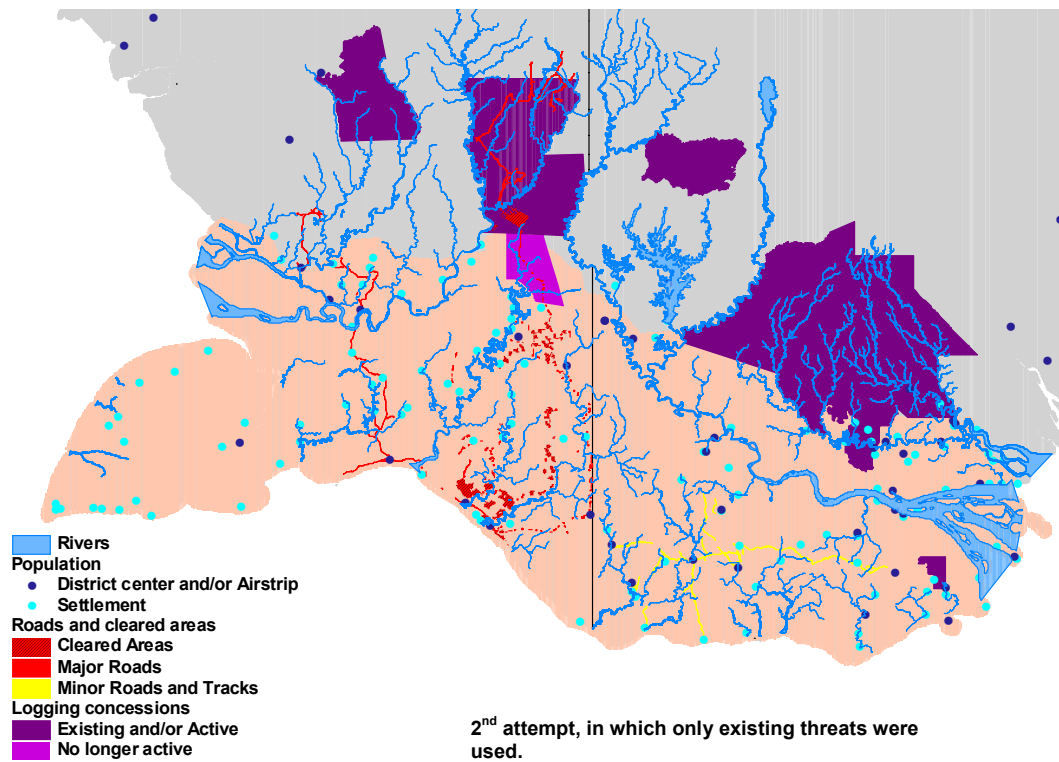 Rivers
Population
District center and/or Airstrip
Settlement
Roads and cleared areas
Cleared Areas
Major Roads
Minor Roads and Tracks
Logging concessions
Existing and/or Active
No longer active
2nd attempt, in which only existing threats were
used.